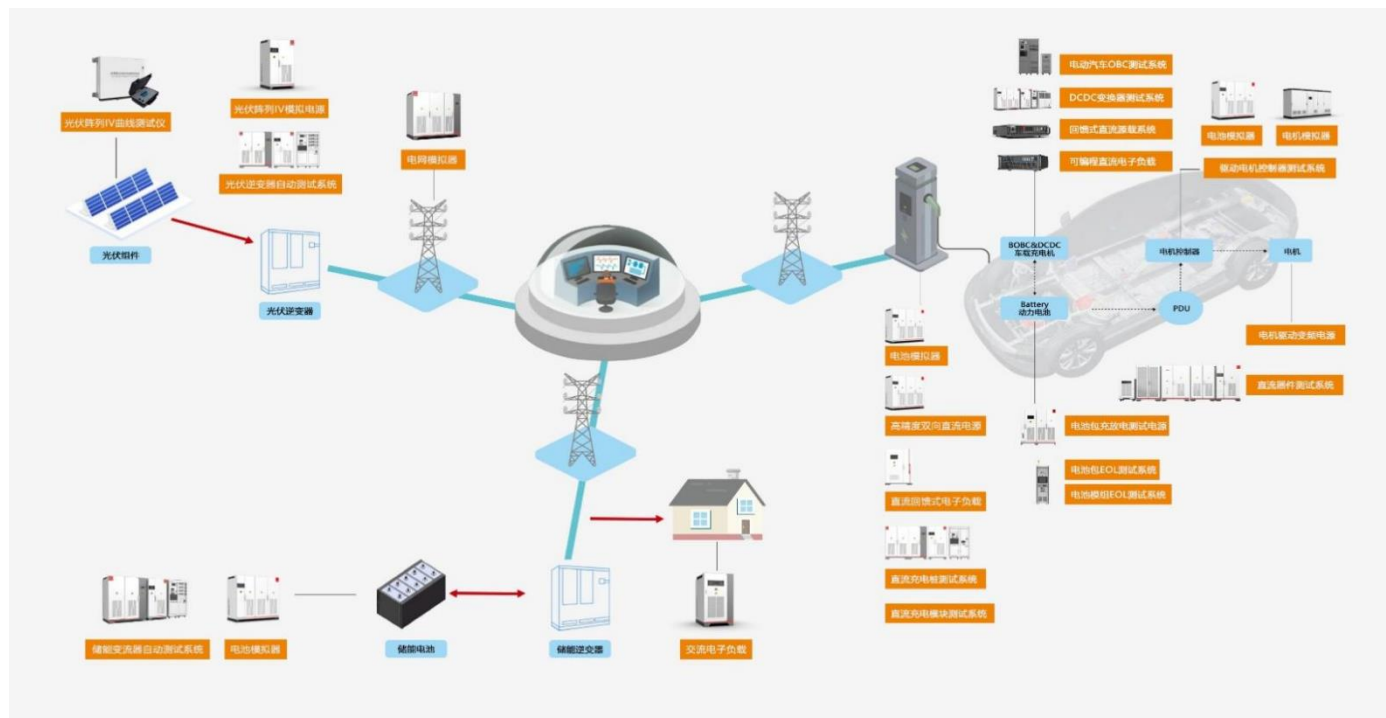 光伏阵列IV曲线测试仪
光伏阵列IV模拟电源
光伏逆变器自动测试系统
光伏组件
光伏逆变器
电网模拟器
电动汽车OBC测试系统
DCDC变换器测试系统
回馈式直流源载系统
可编程直流电子负载
电池模拟器
电机模拟器
驱动电机控制器测试系统
BOBC&DCDC
车载充电机
电机控制器
电机
Battery
动力电池
PDU
电机驱动变频电源
直流器件测试系统
电池模拟器
高精度双向直流电源
直流回馈式电子负载
直流充电桩测试系统
直流充电模块测试系统
电池包充放电测试电源
电池包EOL测试系统
电池模组EOL测试系统
储能变流器自动测试系统
电池模拟器
储能电池
储能逆变器
交流电子负载